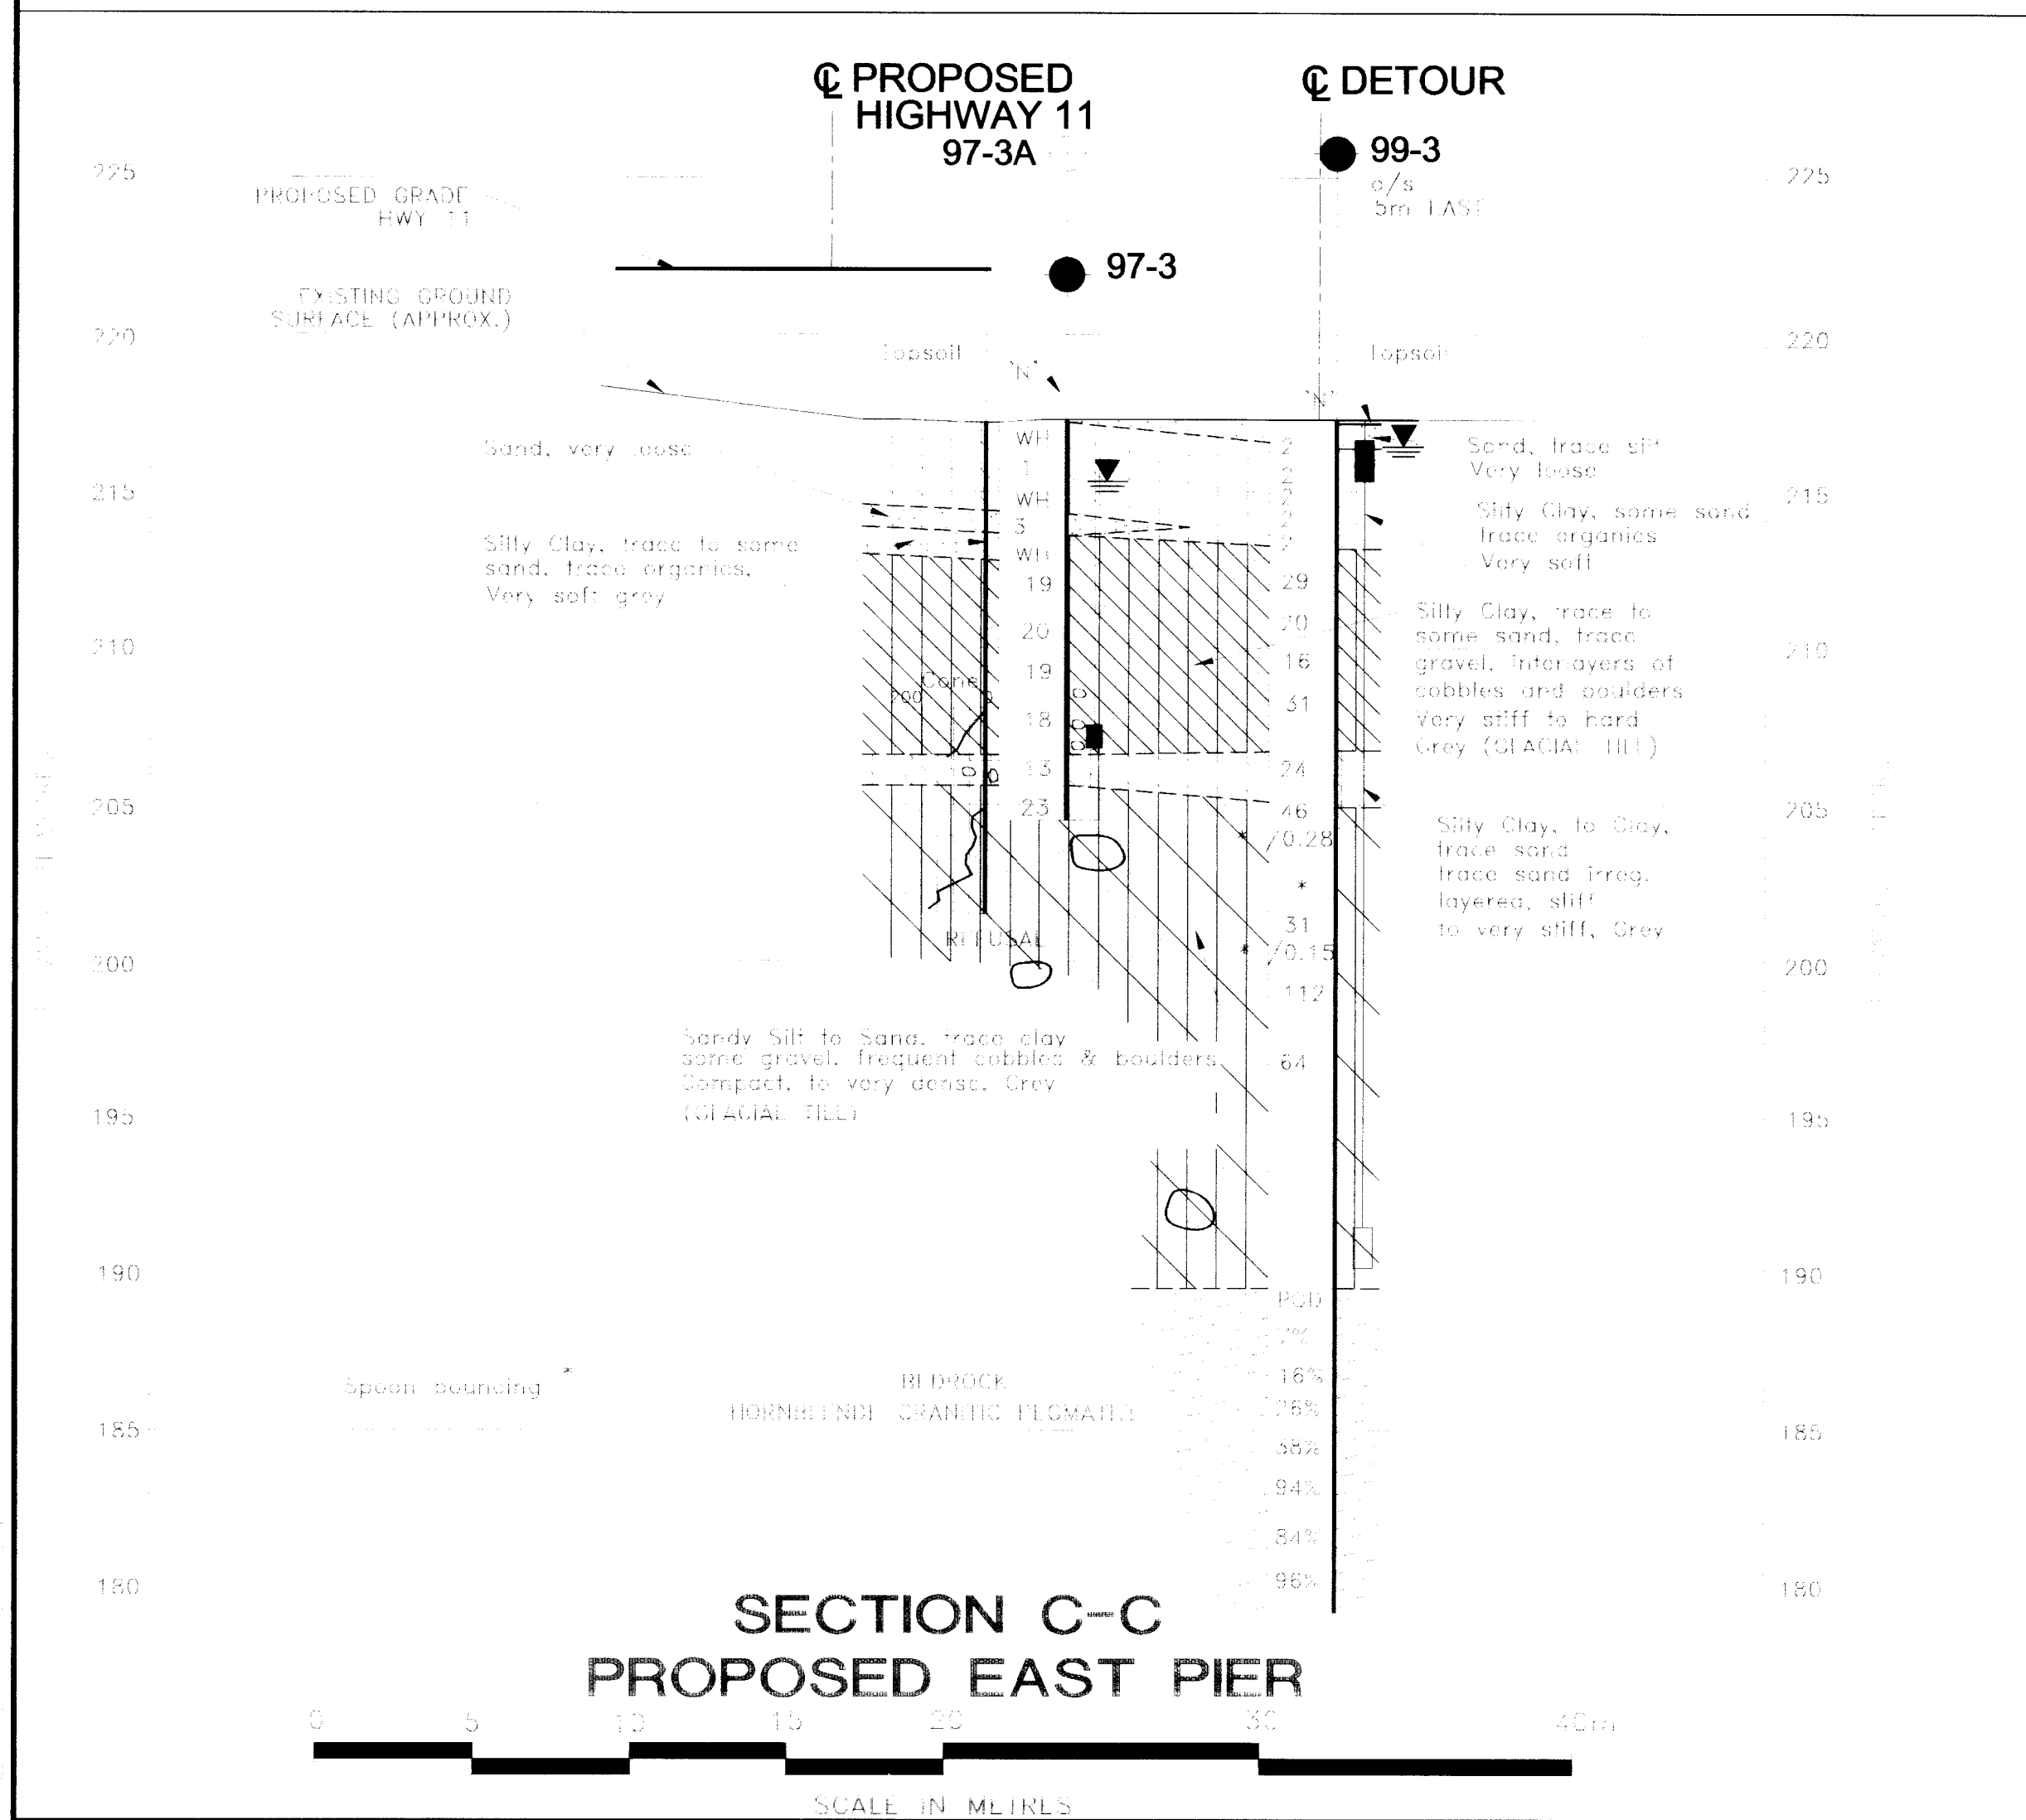 ℄ PROPOSED
HIGHWAY 11
97-3A
℄ DETOUR
99-3
o/s
5m EAST
97-3
PROPOSED GRADE
HWY 11
EXISTING GROUND
SURFACE (APPROX.)
225
220
215
210
205
200
195
190
185
180
Topsoil
'N'
Topsoil
'N'
Sand, very loose
Silty Clay, trace to some
sand, trace organics,
Very soft grey
WH
1
WH
3
WH
19
20
19
18
13
23
Cone
REFUSAL
2
2
2
2
2
29
20
16
31
24
46
* /0.28
*
31
* /0.15
112
64
RQD
7%
16%
26%
38%
94%
84%
96%
Sand, trace silt
Very loose
Silty Clay, some sand
Trace organics
Very soft
Silty Clay, trace to
some sand, trace
gravel, interlayers of
cobbles and boulders
Very stiff to hard
Grey (GLACIAL TILL)
Silty Clay, to Clay,
trace sand
trace sand irreg.
layered, stiff
to very stiff, Grey
225
220
215
210
205
200
195
190
185
180
Sandy Silt to Sand, trace clay
some gravel, frequent cobbles & boulders
Compact, to very dense, Grey
(GLACIAL TILL)
Spoon bouncing *
BEDROCK
HORNBLENDE GRANITIC PEGMATITE
SECTION C-C
PROPOSED EAST PIER
0 5 10 15 20 30 40m
SCALE IN METRES